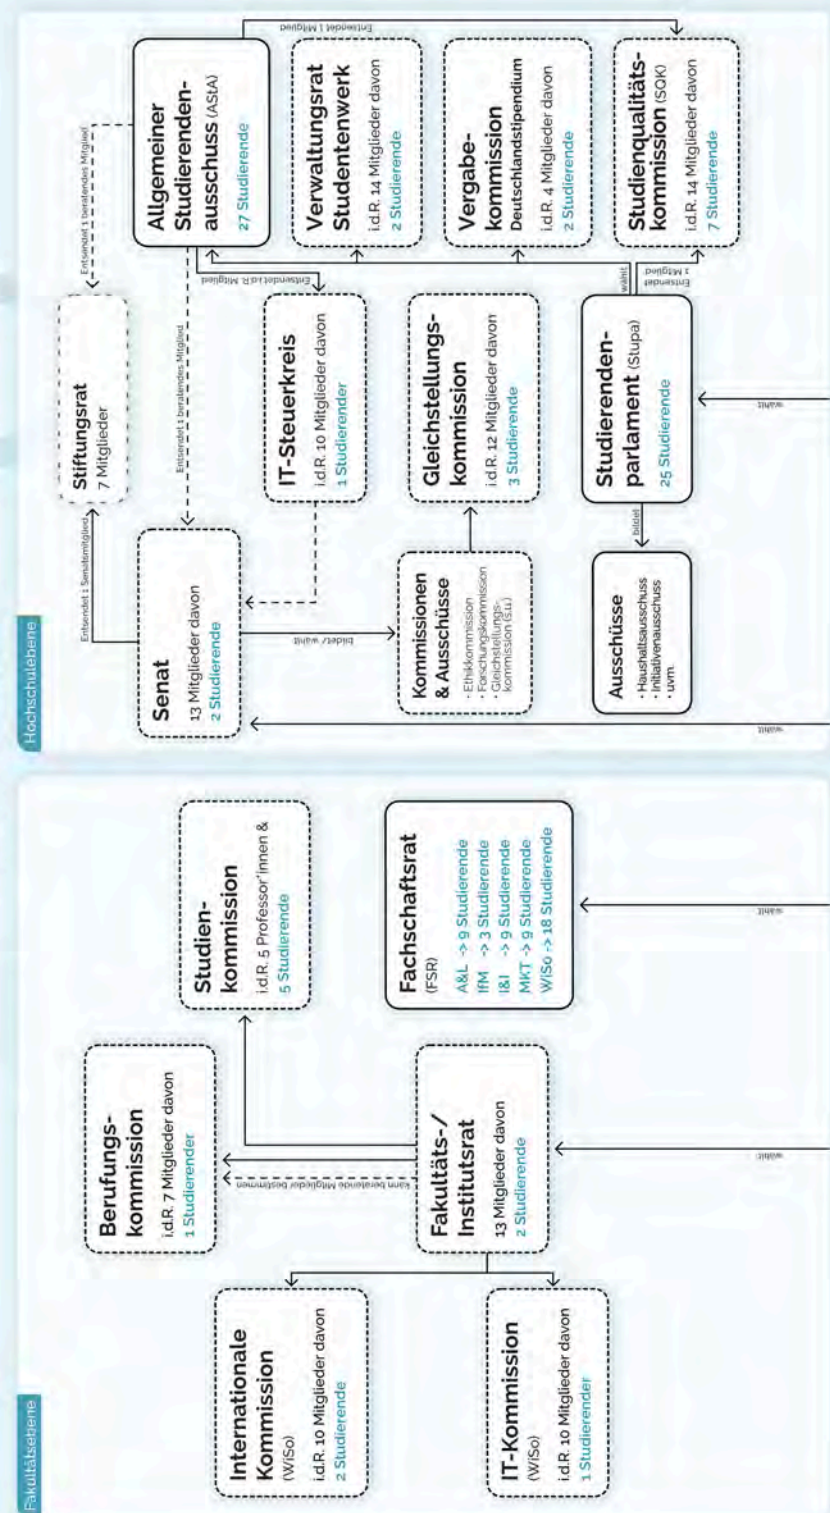 Fakultätsebene
Internationale
Kommission
(WiSo)
i.d.R. 10 Mitglieder davon
2 Studierende
IT-Kommission
(WiSo)
i.d.R. 10 Mitglieder davon
1 Studierender
Berufungs-
kommission
i.d.R. 7 Mitglieder davon
1 Studierender
kann beratende Mitglieder bestimmen
Studien-
kommission
i.d.R. 5 Professor*innen &
5 Studierende
Fakultäts-/
Institutsrat
13 Mitglieder davon
2 Studierende
wählt
Fachschaftsrat
(FSR)
A&L -> 9 Studierende
IfM -> 3 Studierende
I&I -> 9 Studierende
MKT -> 9 Studierende
WiSo -> 18 Studierende
wählt
Hochschulebene
Stiftungsrat
7 Mitglieder
Entsendet 1 Senatsmitglied
Entsendet 1 beratendes Mitglied
Senat
13 Mitglieder davon
2 Studierende
Entsendet 1 beratendes Mitglied
Allgemeiner
Studierenden-
ausschuss (AStA)
27 Studierende
Entsendet 1 Mitglied
bildet/ wählt
IT-Steuerkreis
i.d.R. 10 Mitglieder davon
1 Studierender
Entsendet i.d.R. Mitglied
Verwaltungsrat
Studentenwerk
i.d.R. 14 Mitglieder davon
2 Studierende
Kommissionen
& Ausschüsse
· Ethikkommission
· Forschungskommission
· Gleichstellungs-
kommission (s.u.)
Gleichstellungs-
kommission
i.d.R. 12 Mitglieder davon
3 Studierende
Vergabe-
kommission
Deutschlandstipendium
i.d.R. 4 Mitglieder davon
2 Studierende
Ausschüsse
• Haushaltsausschuss
• Initiativenausschuss
• uvm.
bildet
Studierenden-
parlament (Stupa)
25 Studierende
wählt
Entsendet
1 Mitglied
Studienqualitäts-
kommission (SQK)
i.d.R. 14 Mitglieder davon
7 Studierende
wählt
wählt